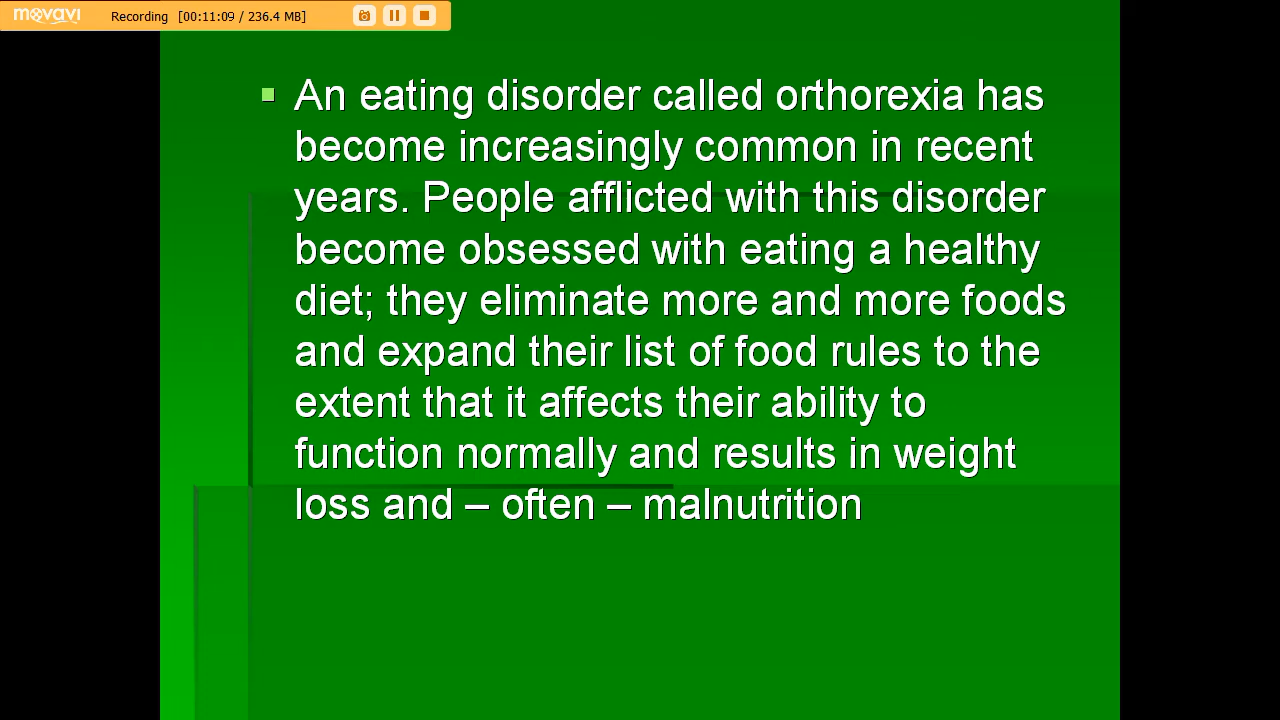 movavi Recording [00:11:09 / 236.4 MB]
An eating disorder called orthorexia has
become increasingly common in recent
years. People afflicted with this disorder
become obsessed with eating a healthy
diet; they eliminate more and more foods
and expand their list of food rules to the
extent that it affects their ability to
function normally and results in weight
loss and – often – malnutrition